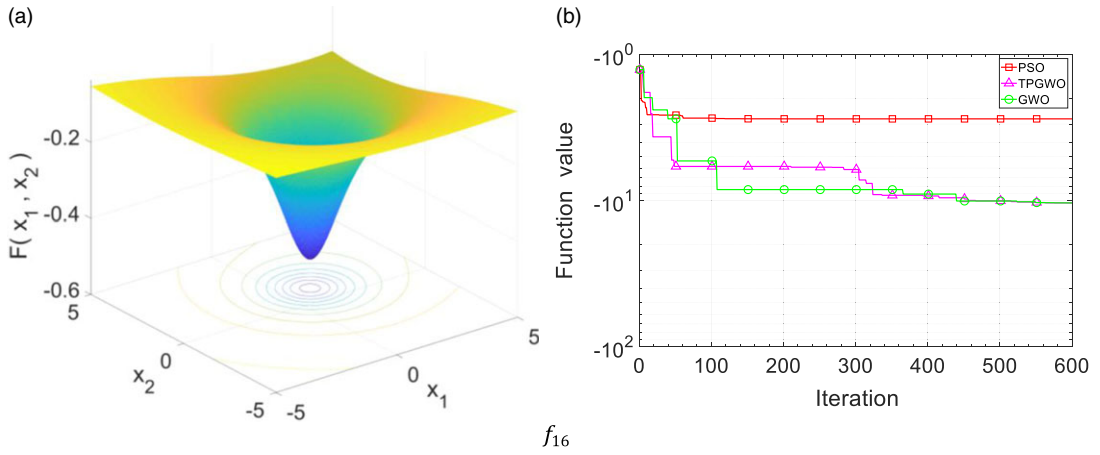 (a)
F( x1 , x2 )
-0.2
-0.4
-0.6
5
0
-5
x2
-5
0
5
x1
(b)
Function value
-10^0
-10^1
-10^2
PSO
TPGWO
GWO
0 100 200 300 400 500 600
Iteration
f16